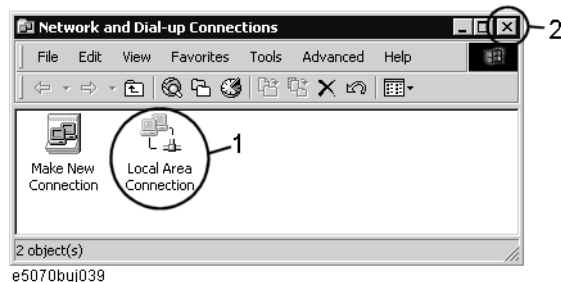 Network and Dial-up Connections
2
File Edit View Favorites Tools Advanced Help
1
Make New
Connection
Local Area
Connection
2 object(s)
e5070buj039